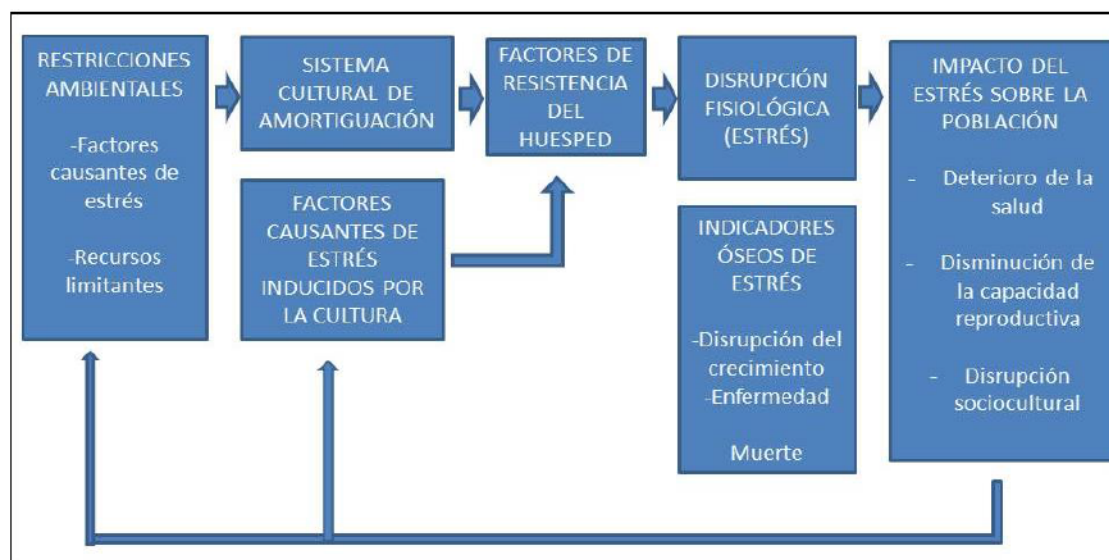 RESTRICCIONES
AMBIENTALES
-Factores
causantes de
estrés
-Recursos
limitantes
SISTEMA
CULTURAL DE
AMORTIGUACIÓN
FACTORES
CAUSANTES DE
ESTRÉS
INDUCIDOS POR
LA CULTURA
FACTORES DE
RESISTENCIA
DEL
HUESPED
DISRUPCIÓN
FISIOLÓGICA
(ESTRÉS)
INDICADORES
ÓSEOS DE
ESTRÉS
-Disrupción del
crecimiento
-Enfermedad
Muerte
IMPACTO DEL
ESTRÉS SOBRE LA
POBLACIÓN
- Deterioro de la
salud
- Disminución de
la capacidad
reproductiva
- Disrupción
sociocultural